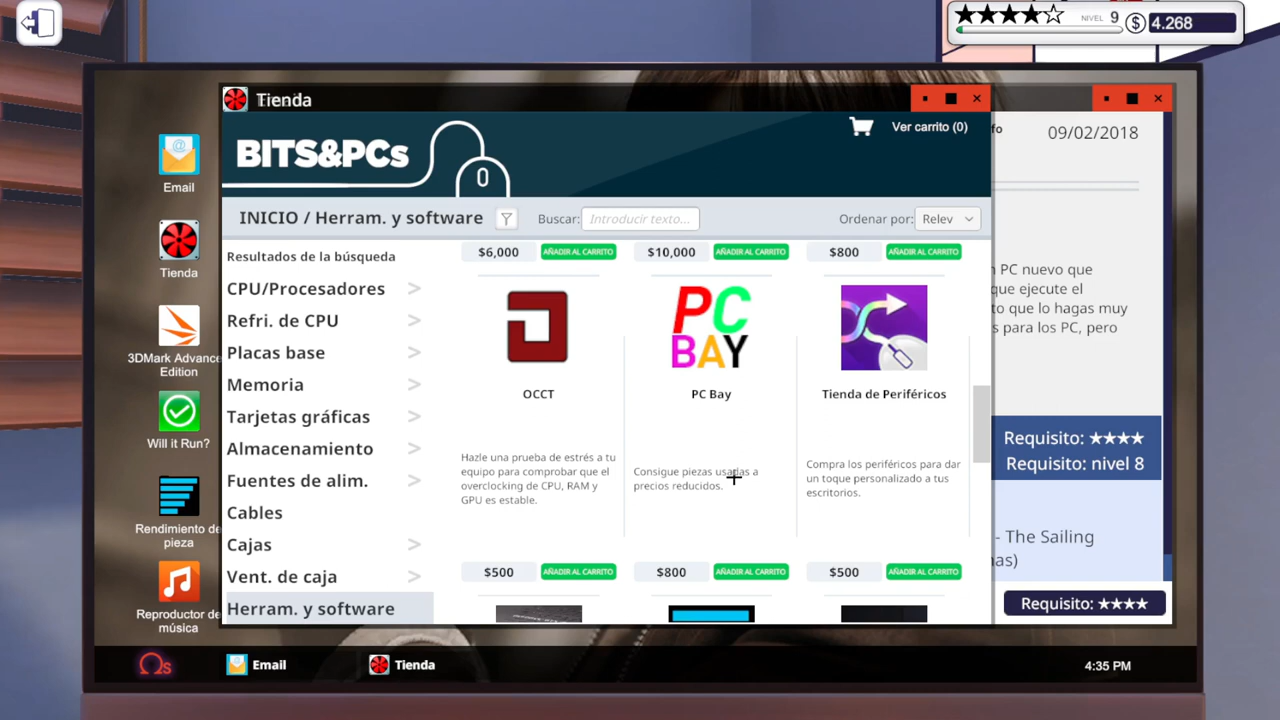 NIVEL 9 $ 4.268
Tienda
BITS&PCs
Ver carrito (0)
INICIO / Herram. y software
Buscar: Introducir texto...
Ordenar por: Relev
Resultados de la búsqueda
CPU/Procesadores >
Refri. de CPU >
Placas base >
Memoria >
Tarjetas gráficas >
Almacenamiento >
Fuentes de alim. >
Cables
Cajas >
Vent. de caja >
Herram. y software
$6,000 AÑADIR AL CARRITO
$10,000 AÑADIR AL CARRITO
$800 AÑADIR AL CARRITO
OCCT
Hazle una prueba de estrés a tu
equipo para comprobar que el
overclocking de CPU, RAM y
GPU es estable.
$500 AÑADIR AL CARRITO
PC
BAY
PC Bay
Consigue piezas usadas a
precios reducidos.
$800 AÑADIR AL CARRITO
Tienda de Periféricos
Compra los periféricos para dar
un toque personalizado a tus
escritorios.
$500 AÑADIR AL CARRITO
fo
09/02/2018
n PC nuevo que
que ejecute el
to que lo hagas muy
s para los PC, pero
Requisito: ★★★★
Requisito: nivel 8
- The Sailing
as)
Requisito: ★★★★
Email
Tienda
3DMark Advance
Edition
Will it Run?
Rendimiento de
pieza
Reproductor de
música
Ωs
Email
Tienda
4:35 PM